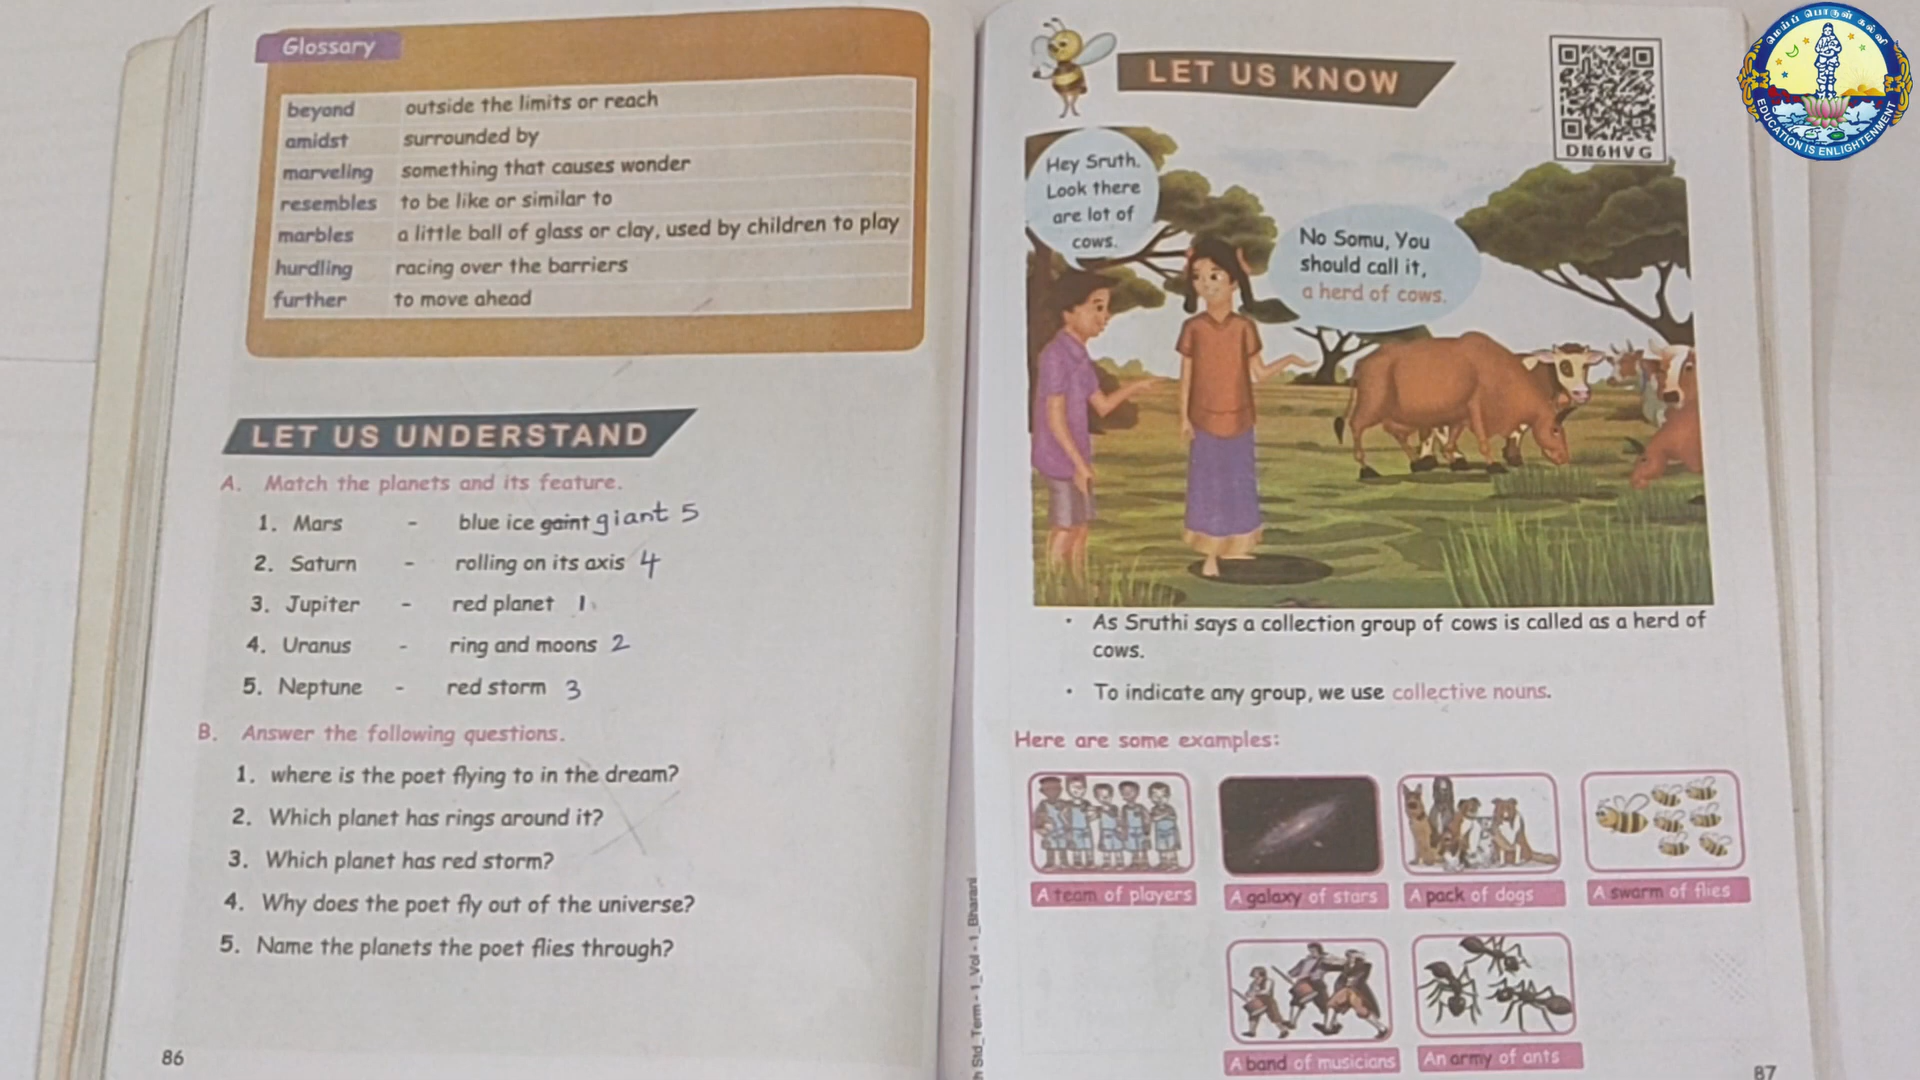 Glossary
beyond outside the limits or reach
amidst surrounded by
marveling something that causes wonder
resembles to be like or similar to
marbles a little ball of glass or clay, used by children to play
hurdling racing over the barriers
further to move ahead
LET US UNDERSTAND
A. Match the planets and its feature.
1. Mars - blue ice gaint giant 5
2. Saturn - rolling on its axis 4
3. Jupiter - red planet 1
4. Uranus - ring and moons 2
5. Neptune - red storm 3
B. Answer the following questions.
1. where is the poet flying to in the dream?
2. Which planet has rings around it?
3. Which planet has red storm?
4. Why does the poet fly out of the universe?
5. Name the planets the poet flies through?
86
LET US KNOW
DN6HVG
Hey Sruth.
Look there
are lot of
cows.
No Somu, You
should call it,
a herd of cows.
• As Sruthi says a collection group of cows is called as a herd of
cows.
• To indicate any group, we use collective nouns.
Here are some examples:
A team of players
A galaxy of stars
A pack of dogs
A swarm of flies
A band of musicians
An army of ants
87
h Std_Term - 1_Vol - 1_Bharani
மெய்ப் பொருள் கல்வி
EDUCATION IS ENLIGHTENMENT